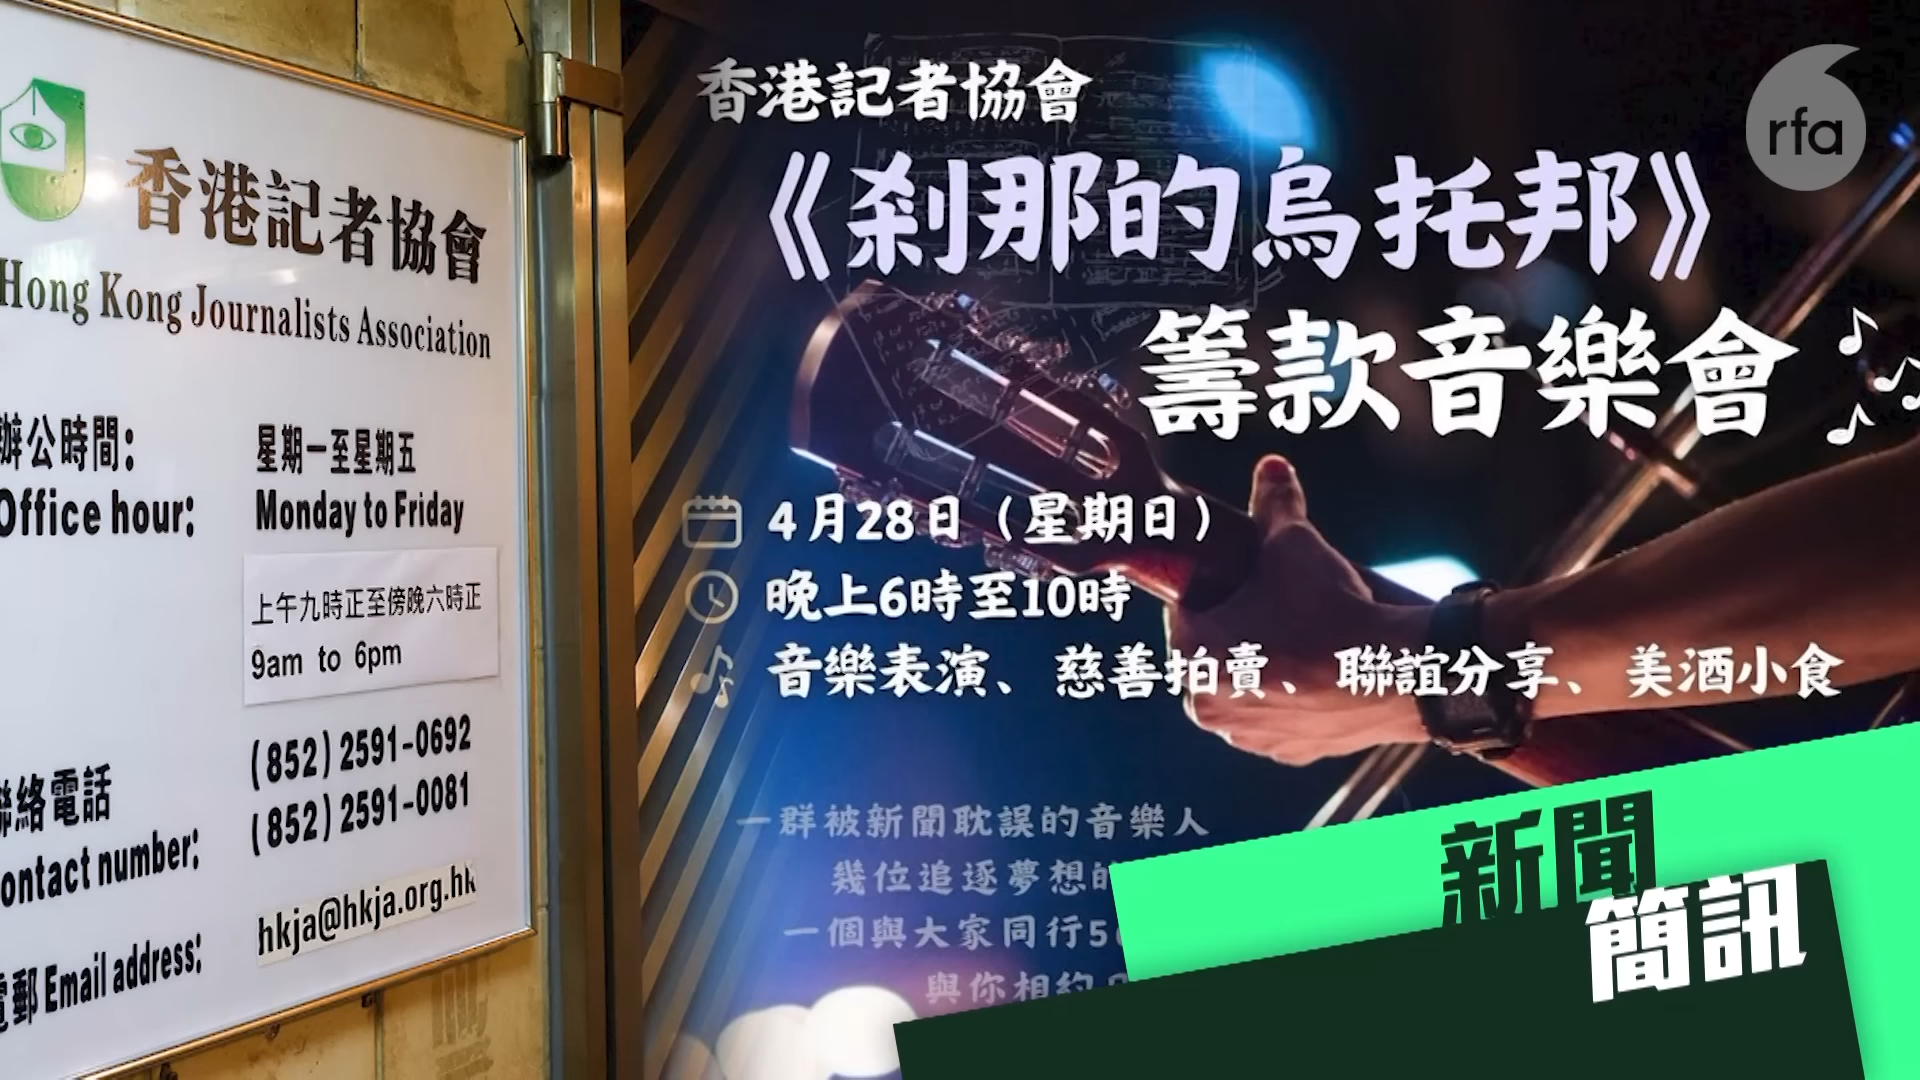 香港記者協會
Hong Kong Journalists Association
辦公時間:
星期一至星期五
Office hour:
Monday to Friday
上午九時正至傍晚六時正
9am to 6pm
聯絡電話
(852) 2591-0692
(852) 2591-0081
ontact number:
hkja@hkja.org.hk
電郵 Email address:
香港記者協會
《剎那的烏托邦》
籌款音樂會
4月28日（星期日）
晚上6時至10時
音樂表演、慈善拍賣、聯誼分享、美酒小食
一群被新聞耽誤的音樂人
幾位追逐夢想的
一個與大家同行5
與你相約
rfa
新聞
簡訊